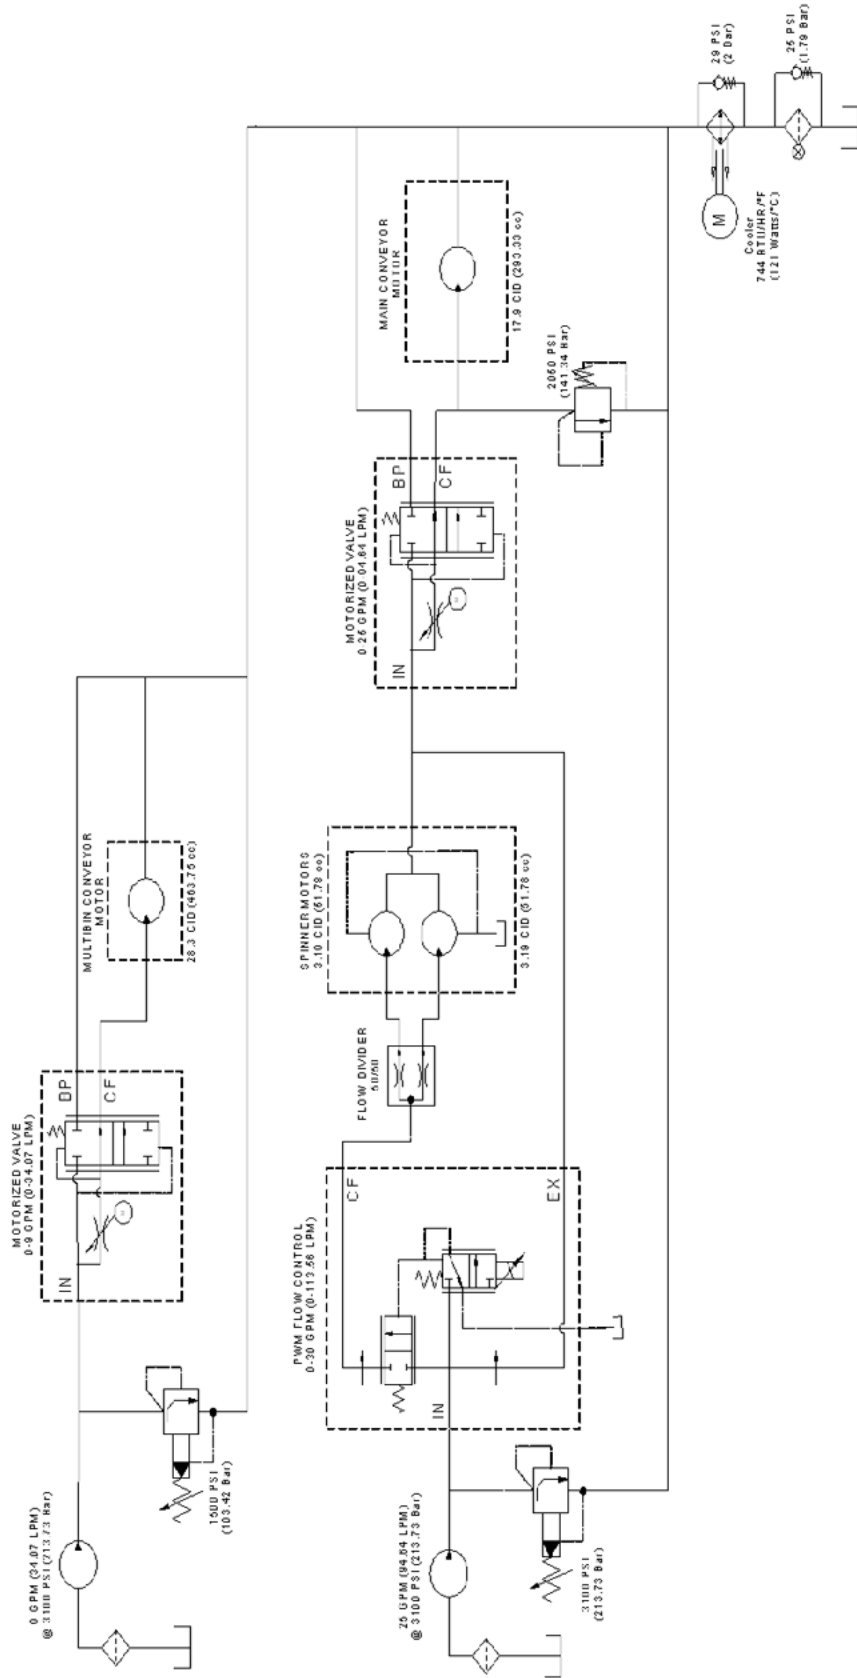 MOTORIZED VALVE
0-9 GPM (0-34.07 LPM)
IN
BP
CF
0 GPM (34.07 LPM)
@ 3100 PSI (213.73 Bar)
1500 PSI
(103.42 Bar)
MULTIBIN CONVEYOR
MOTOR
28.3 CID (463.75 cc)
PWM FLOW CONTROL
0-30 GPM (0-113.56 LPM)
IN
CF
EX
25 GPM (94.64 LPM)
@ 3100 PSI (213.73 Bar)
3100 PSI
(213.73 Bar)
FLOW DIVIDER
50/50
SPINNER MOTORS
3.10 CID (51.78 cc)
3.19 CID (51.78 cc)
MOTORIZED VALVE
0-25 GPM (0-94.64 LPM)
IN
BP
CF
MAIN CONVEYOR
MOTOR
17.9 CID (293.33 cc)
2050 PSI
(141.34 Bar)
29 PSI
(2 Bar)
M
Cooler
744 BTU/HR/°F
(121 Watts/°C)
25 PSI
(1.79 Bar)